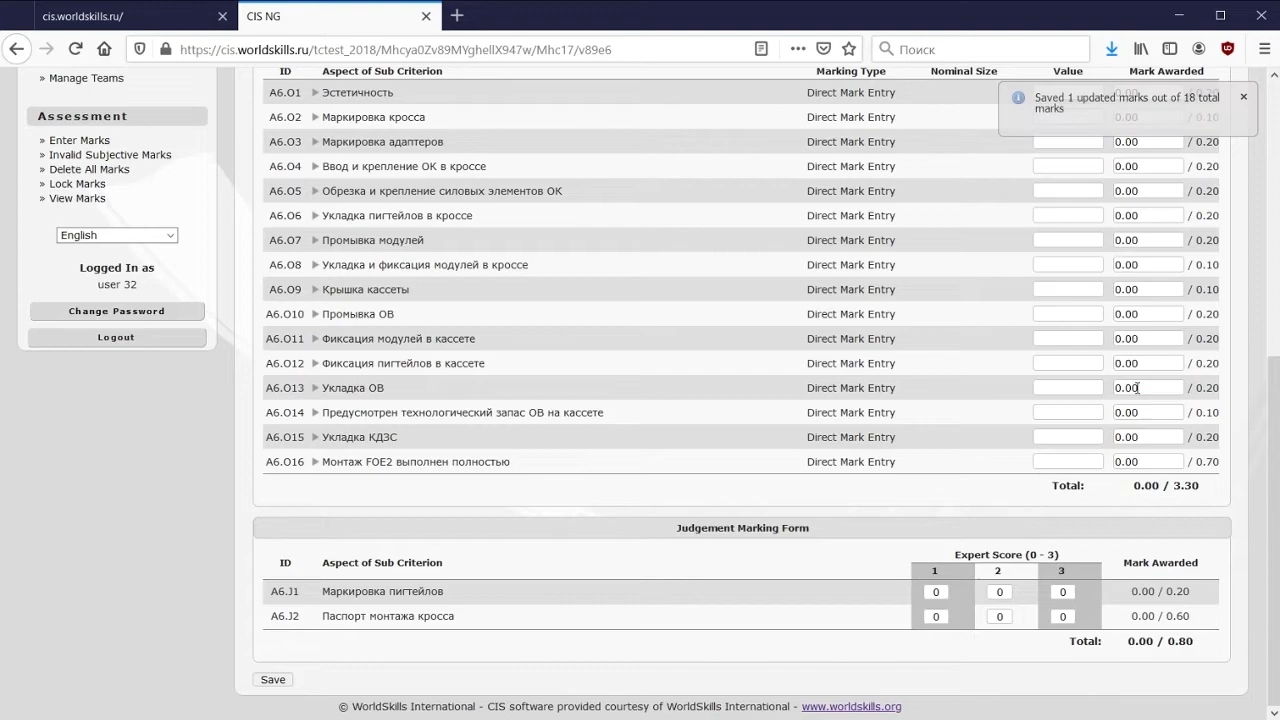 cis.worldskills.ru/
CIS NG
https://cis.worldskills.ru/tctest_2018/Mhcya0Zv89MYghellX947w/Mhc17/v89e6
Поиск
» Manage Teams
Assessment
» Enter Marks
» Invalid Subjective Marks
» Delete All Marks
» Lock Marks
» View Marks
English
Logged In as
user 32
Change Password
Logout
ID Aspect of Sub Criterion Marking Type Nominal Size Value Mark Awarded
Saved 1 updated marks out of 18 total
marks
A6.O1 Эстетичность Direct Mark Entry
A6.O2 Маркировка кросса Direct Mark Entry 0.00 / 0.10
A6.O3 Маркировка адаптеров Direct Mark Entry 0.00 / 0.20
A6.O4 Ввод и крепление ОК в кроссе Direct Mark Entry 0.00 / 0.20
A6.O5 Обрезка и крепление силовых элементов ОК Direct Mark Entry 0.00 / 0.20
A6.O6 Укладка пигтейлов в кроссе Direct Mark Entry 0.00 / 0.20
A6.O7 Промывка модулей Direct Mark Entry 0.00 / 0.20
A6.O8 Укладка и фиксация модулей в кроссе Direct Mark Entry 0.00 / 0.10
A6.O9 Крышка кассеты Direct Mark Entry 0.00 / 0.10
A6.O10 Промывка ОВ Direct Mark Entry 0.00 / 0.20
A6.O11 Фиксация модулей в кассете Direct Mark Entry 0.00 / 0.20
A6.O12 Фиксация пигтейлов в кассете Direct Mark Entry 0.00 / 0.20
A6.O13 Укладка ОВ Direct Mark Entry 0.00 / 0.20
A6.O14 Предусмотрен технологический запас ОВ на кассете Direct Mark Entry 0.00 / 0.10
A6.O15 Укладка КДЗС Direct Mark Entry 0.00 / 0.20
A6.O16 Монтаж FOE2 выполнен полностью Direct Mark Entry 0.00 / 0.70
Total: 0.00 / 3.30
Judgement Marking Form
Expert Score (0 - 3)
ID Aspect of Sub Criterion 1 2 3 Mark Awarded
A6.J1 Маркировка пигтейлов 0 0 0 0.00 / 0.20
A6.J2 Паспорт монтажа кросса 0 0 0 0.00 / 0.60
Total: 0.00 / 0.80
Save
© WorldSkills International - CIS software provided courtesy of WorldSkills International - www.worldskills.org